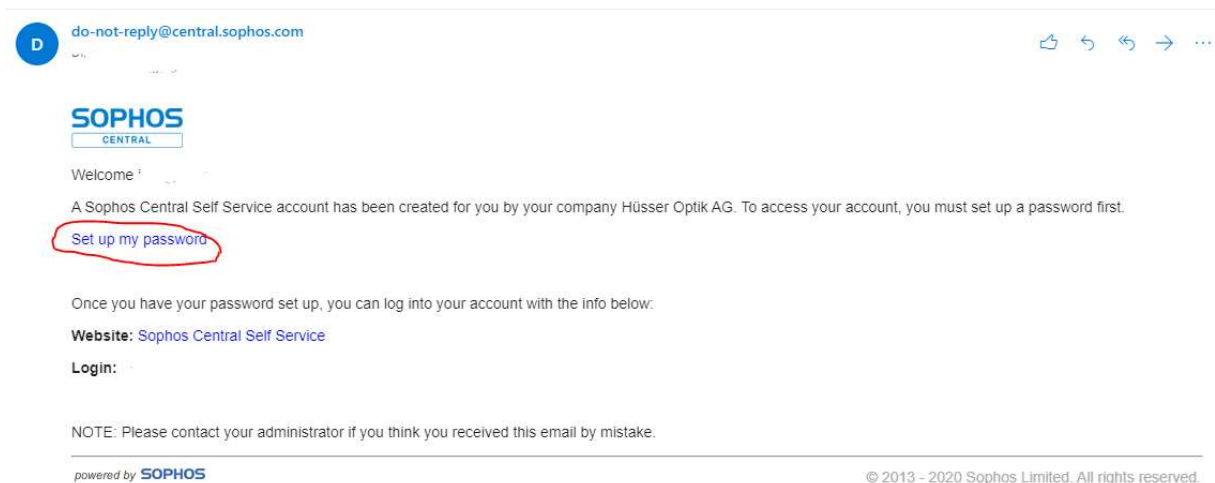 D
do-not-reply@central.sophos.com
SOPHOS
CENTRAL
Welcome
A Sophos Central Self Service account has been created for you by your company Hüsser Optik AG. To access your account, you must set up a password first.
Set up my password
Once you have your password set up, you can log into your account with the info below:
Website: Sophos Central Self Service
Login:
NOTE: Please contact your administrator if you think you received this email by mistake.
powered by SOPHOS
© 2013 - 2020 Sophos Limited. All rights reserved.